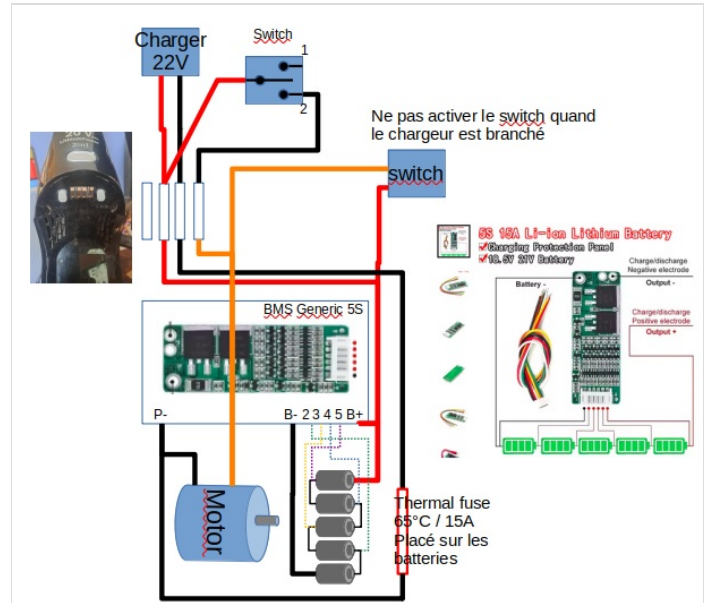 Charger
22V
Switch
1
2
Ne pas activer le switch quand
le chargeur est branché
switch
20 V
BMS Generic 5S
P-
B- 2 3 4 5 B+
Motor
Thermal fuse
65°C / 15A
Placé sur les
batteries
5S 15A Li-ion Lithium Battery
Charging Protection Panel
18.5V 21V Battery
Battery -
Charge/discharge
Negative electrode
Output -
Charge/discharge
Positive electrode
Output +